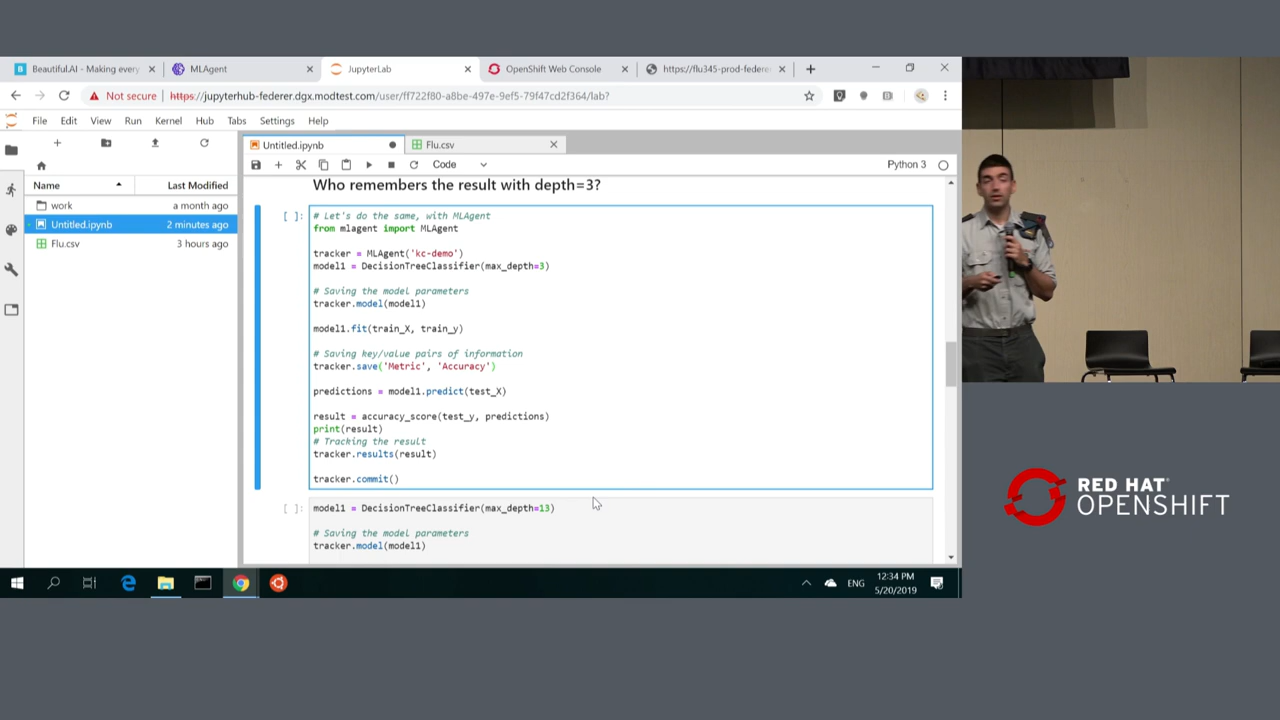 Beautiful.AI - Making every
MLAgent
JupyterLab
OpenShift Web Console
https://flu345-prod-federe
Not secure
https://jupyterhub-federer.dgx.modtest.com/user/ff722f80-a8be-497e-9ef5-79f47cd2f364/lab?
File Edit View Run Kernel Hub Tabs Settings Help
Untitled.ipynb
Flu.csv
Code
Python 3
Name
Last Modified
work
a month ago
Untitled.ipynb
2 minutes ago
Flu.csv
3 hours ago
Who remembers the result with depth=3?
[ ]:
# Let's do the same, with MLAgent
from mlagent import MLAgent
tracker = MLAgent('kc-demo')
model1 = DecisionTreeClassifier(max_depth=3)
# Saving the model parameters
tracker.model(model1)
model1.fit(train_X, train_y)
# Saving key/value pairs of information
tracker.save('Metric', 'Accuracy')
predictions = model1.predict(test_X)
result = accuracy_score(test_y, predictions)
print(result)
# Tracking the result
tracker.results(result)
tracker.commit()
[ ]:
model1 = DecisionTreeClassifier(max_depth=13)
# Saving the model parameters
tracker.model(model1)
ENG
12:34 PM
5/20/2019
RED HAT®
OPENSHIFT